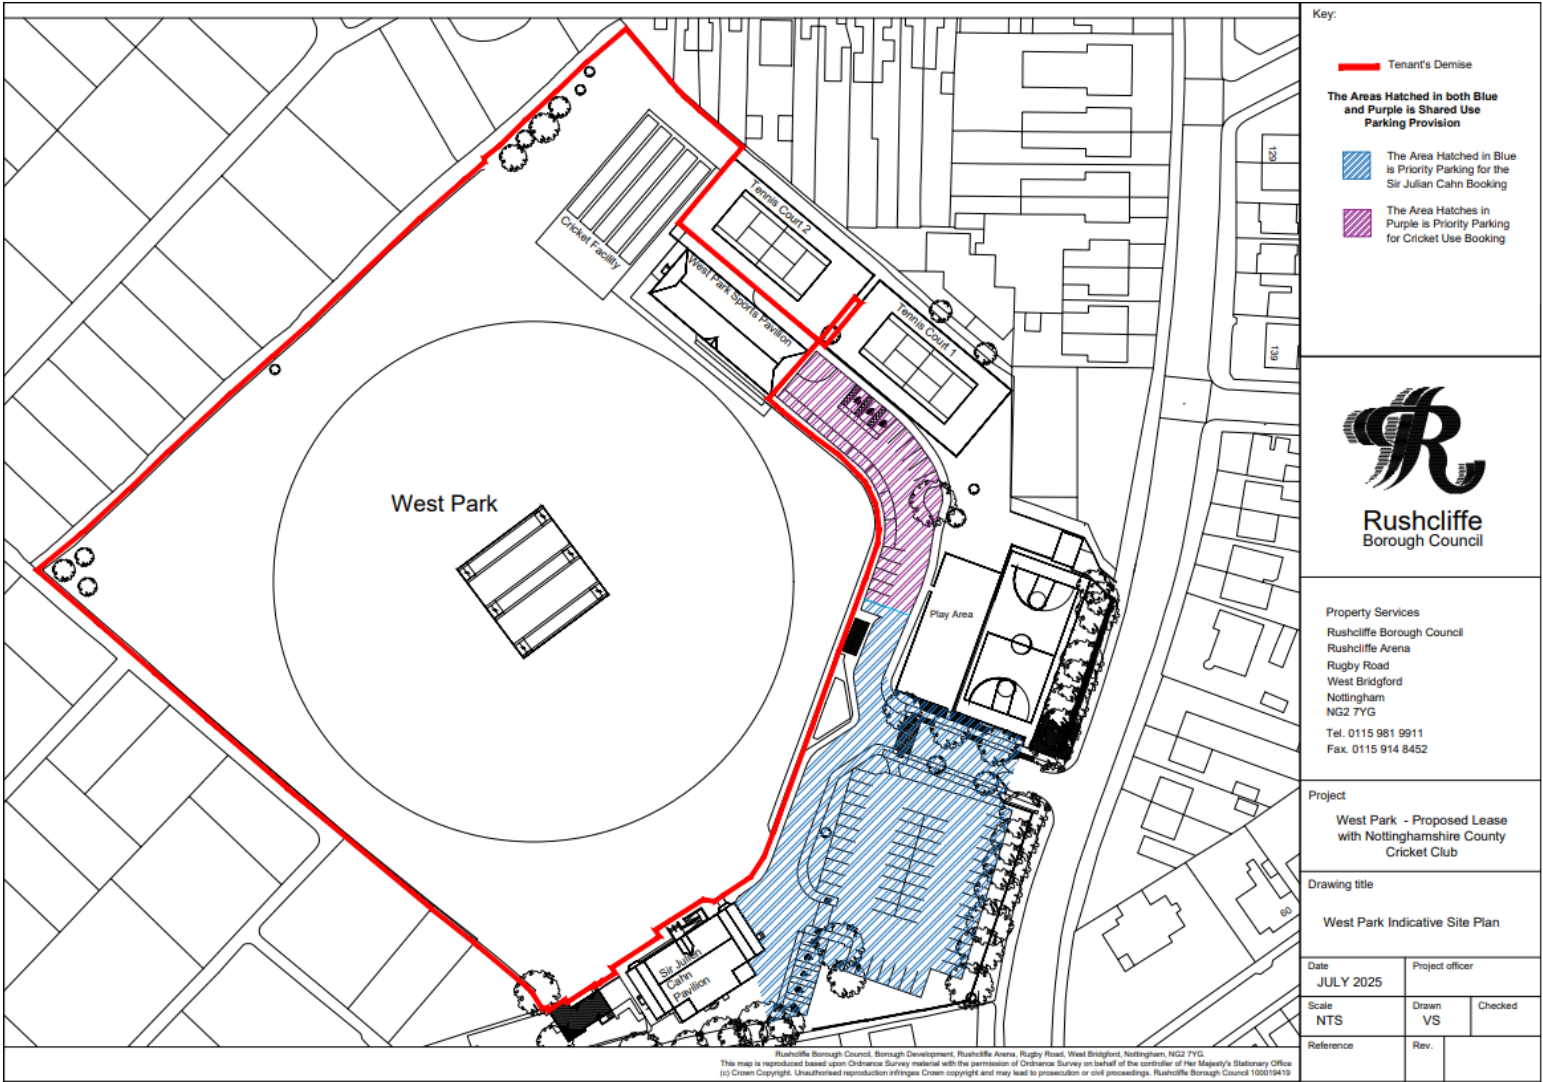 Tennis Court 2
Cricket Facility
West Park Sports Pavilion
Tennis Court 1
West Park
Play Area
Sir Julien
Cahn
Pavilion
129
139
60
Key:
Tenant's Demise
The Areas Hatched in both Blue
and Purple is Shared Use
Parking Provision
The Area Hatched in Blue
is Priority Parking for the
Sir Julian Cahn Booking
The Area Hatches in
Purple is Priority Parking
for Cricket Use Booking
R
Rushcliffe
Borough Council
Property Services
Rushcliffe Borough Council
Rushcliffe Arena
Rugby Road
West Bridgford
Nottingham
NG2 7YG
Tel. 0115 981 9911
Fax. 0115 914 8452
Project
West Park - Proposed Lease
with Nottinghamshire County
Cricket Club
Drawing title
West Park Indicative Site Plan
Date
JULY 2025
Project officer
Scale
NTS
Drawn
VS
Checked
Reference
Rev.
Rushcliffe Borough Council, Borough Development, Rushcliffe Arena, Rugby Road, West Bridgford, Nottingham, NG2 7YG.
This map is reproduced based upon Ordnance Survey material with the permission of Ordnance Survey on behalf of the controller of Her Majesty's Stationary Office
(c) Crown Copyright. Unauthorised reproduction infringes Crown copyright and may lead to prosecution or civil proceedings. Rushcliffe Borough Council 100019419